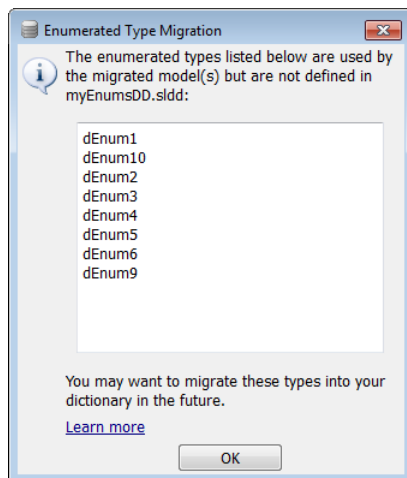 Enumerated Type Migration
The enumerated types listed below are used by
the migrated model(s) but are not defined in
myEnumsDD.sldd:
dEnum1
dEnum10
dEnum2
dEnum3
dEnum4
dEnum5
dEnum6
dEnum9
You may want to migrate these types into your
dictionary in the future.
Learn more
OK